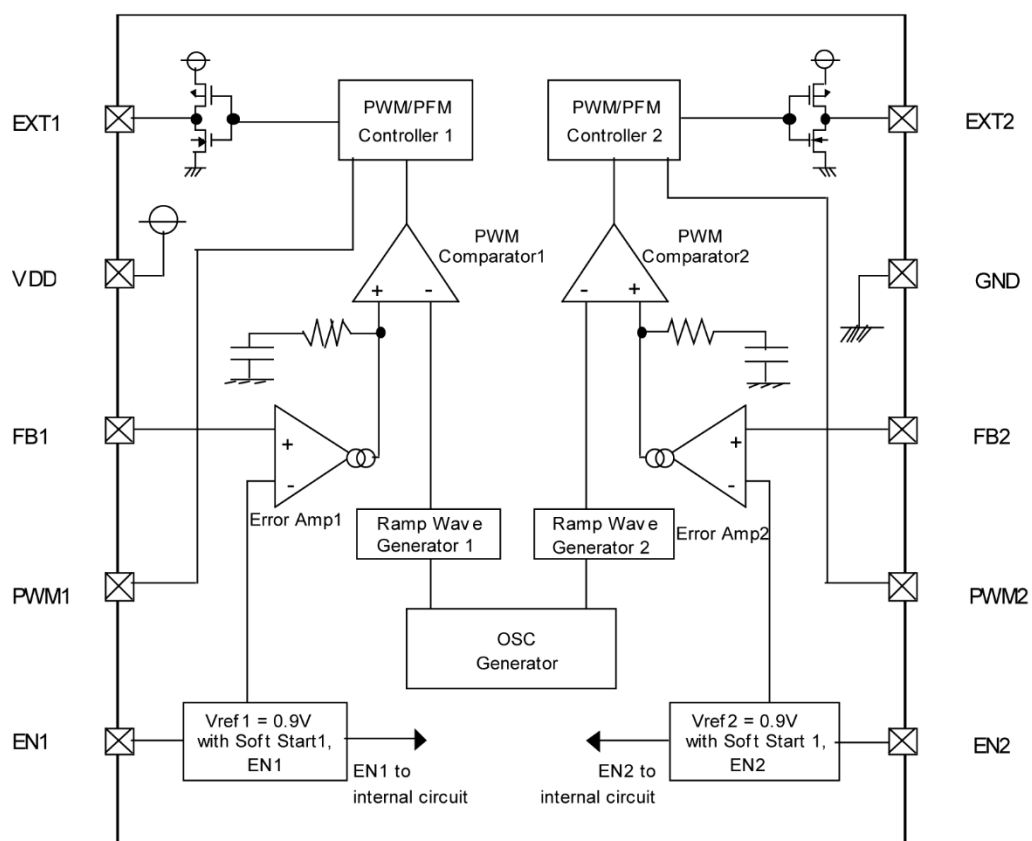 EXT1
PWM/PFM
Controller 1
PWM/PFM
Controller 2
EXT2
VDD
PWM
Comparator1
PWM
Comparator2
GND
+ -
- +
FB1
+
-
Error Amp1
+
-
Error Amp2
FB2
Ramp Wave
Generator 1
Ramp Wave
Generator 2
PWM1
PWM2
OSC
Generator
EN1
Vref1 = 0.9V
with Soft Start1,
EN1
EN1 to
internal circuit
EN2 to
internal circuit
Vref2 = 0.9V
with Soft Start 1,
EN2
EN2